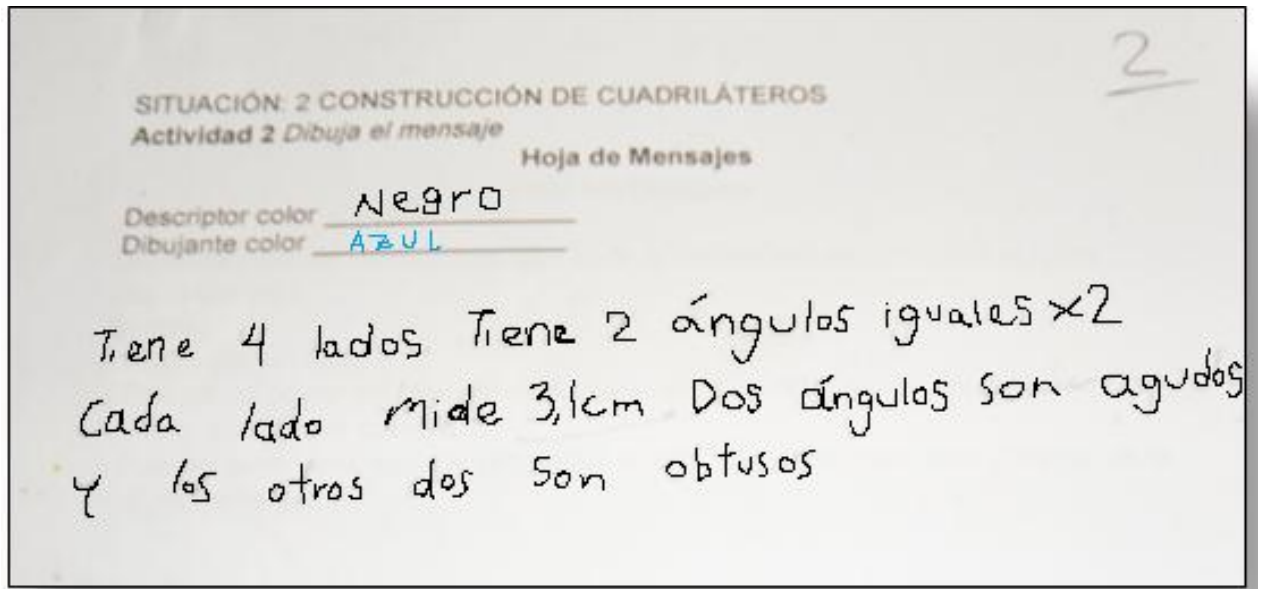 2
SITUACIÓN: 2 CONSTRUCCIÓN DE CUADRILÁTEROS
Actividad 2 Dibuja el mensaje
Hoja de Mensajes
Descriptor color Negro
Dibujante color AZUL
Tiene 4 lados Tiene 2 ángulos iguales x2
Cada lado Mide 3,1cm Dos ángulos son agudos
Y los otros dos son obtusos